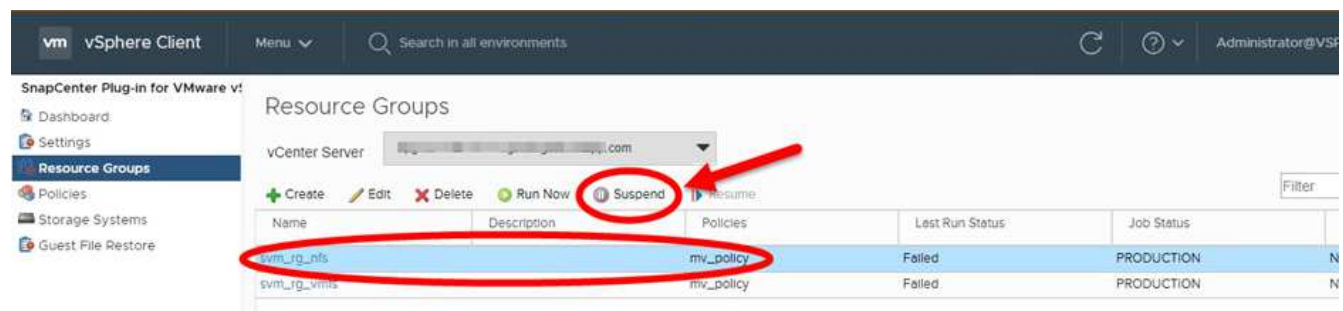 vm vSphere Client Menu Search in all environments Administrator@VSP
SnapCenter Plug-in for VMware vS
Dashboard
Settings
Resource Groups
Policies
Storage Systems
Guest File Restore
Resource Groups
vCenter Server .com
Create Edit Delete Run Now Suspend Resume
Filter
Name Description Policies Last Run Status Job Status
svm_rg_nfs mv_policy Failed PRODUCTION N
svm_rg_vmfs mv_policy Failed PRODUCTION N